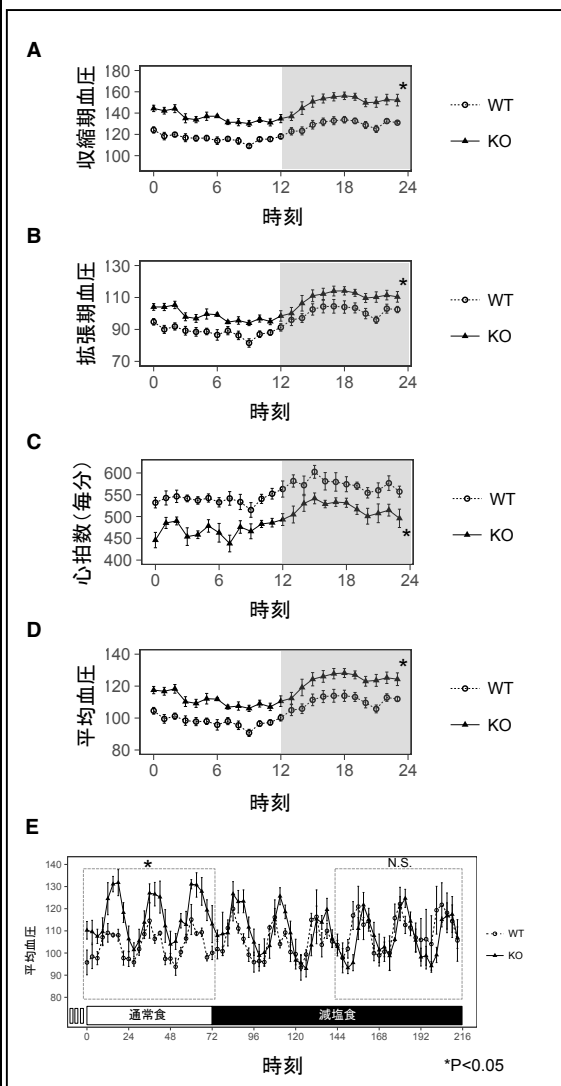 A
収縮期血圧
180
160
140
120
100
0 6 12 18 24
時刻
*
WT
KO
B
拡張期血圧
130
110
90
70
0 6 12 18 24
時刻
*
WT
KO
C
心拍数(毎分)
600
550
500
450
400
0 6 12 18 24
時刻
*
WT
KO
D
平均血圧
140
120
100
80
0 6 12 18 24
時刻
*
WT
KO
E
平均血圧
140
130
120
110
100
90
80
*
N.S.
WT
KO
通常食 減塩食
0 24 48 72 96 120 144 168 192 216
時刻
*P<0.05